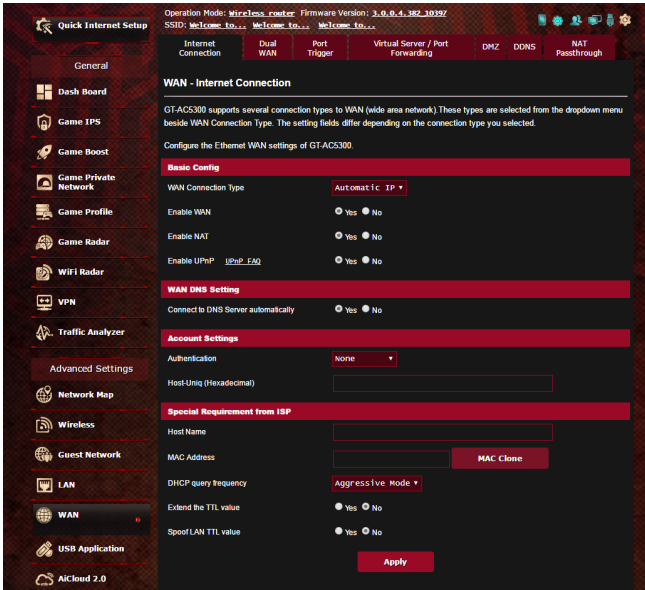 Quick Internet Setup
General
Dash Board
Game IPS
Game Boost
Game Private
Network
Game Profile
Game Radar
WiFi Radar
VPN
Traffic Analyzer
Advanced Settings
Network Map
Wireless
Guest Network
LAN
WAN
USB Application
AiCloud 2.0
Operation Mode: Wireless router Firmware Version: 3.0.0.4.382_10397
SSID: Welcome to... Welcome to... Welcome to...
Internet
Connection
Dual
WAN
Port
Trigger
Virtual Server / Port
Forwarding
DMZ
DDNS
NAT
Passthrough
WAN - Internet Connection
GT-AC5300 supports several connection types to WAN (wide area network).These types are selected from the dropdown menu
beside WAN Connection Type. The setting fields differ depending on the connection type you selected.
Configure the Ethernet WAN settings of GT-AC5300.
Basic Config
WAN Connection Type Automatic IP
Enable WAN Yes No
Enable NAT Yes No
Enable UPnP UPnP FAQ Yes No
WAN DNS Setting
Connect to DNS Server automatically Yes No
Account Settings
Authentication None
Host-Uniq (Hexadecimal)
Special Requirement from ISP
Host Name
MAC Address MAC Clone
DHCP query frequency Aggressive Mode
Extend the TTL value Yes No
Spoof LAN TTL value Yes No
Apply